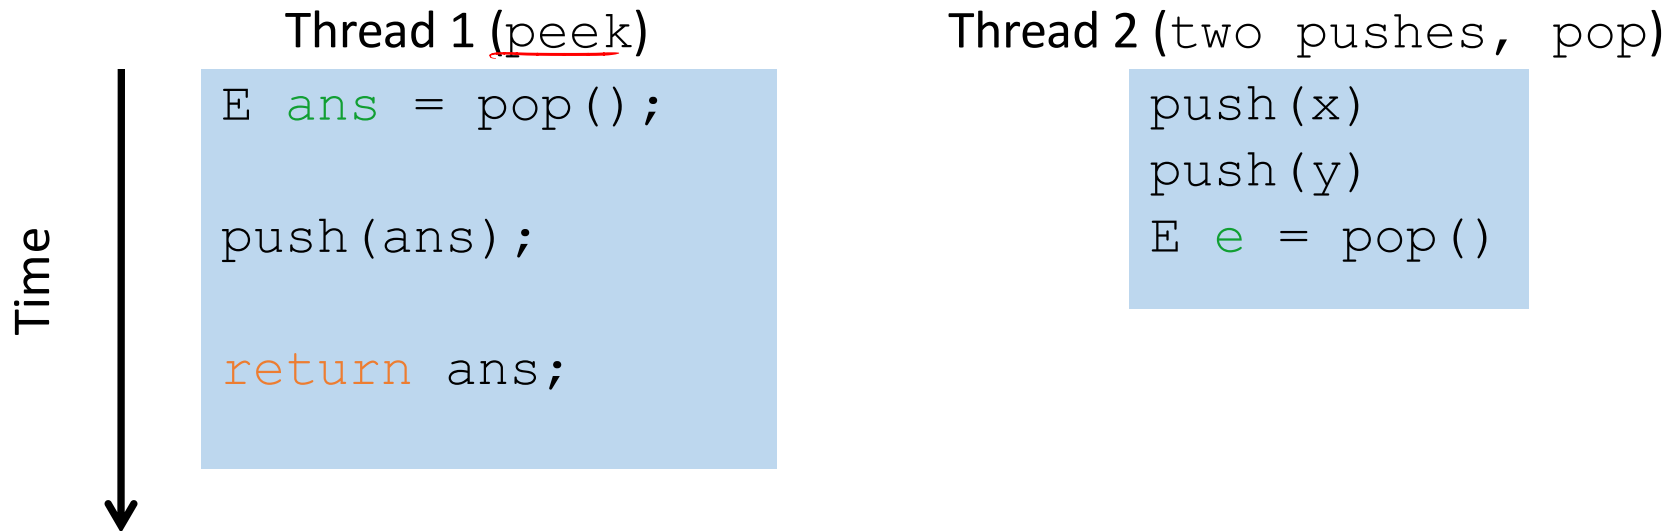 Thread 1 (peek)
E ans = pop();
push(ans);
return ans;
Thread 2 (two pushes, pop)
push(x)
push(y)
E e = pop()
Time